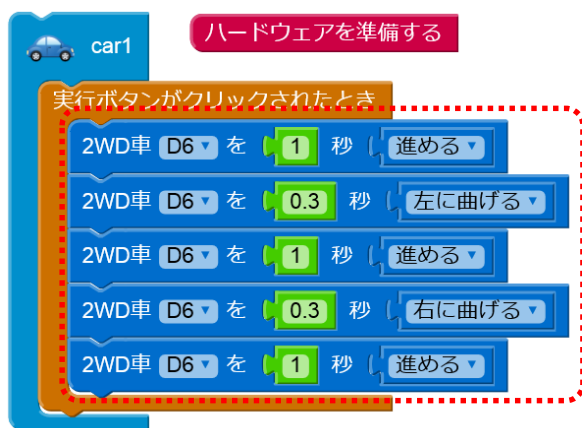 ハードウェアを準備する
car1
実行ボタンがクリックされたとき
2WD車 D6 を 1 秒 進める
2WD車 D6 を 0.3 秒 左に曲げる
2WD車 D6 を 1 秒 進める
2WD車 D6 を 0.3 秒 右に曲げる
2WD車 D6 を 1 秒 進める